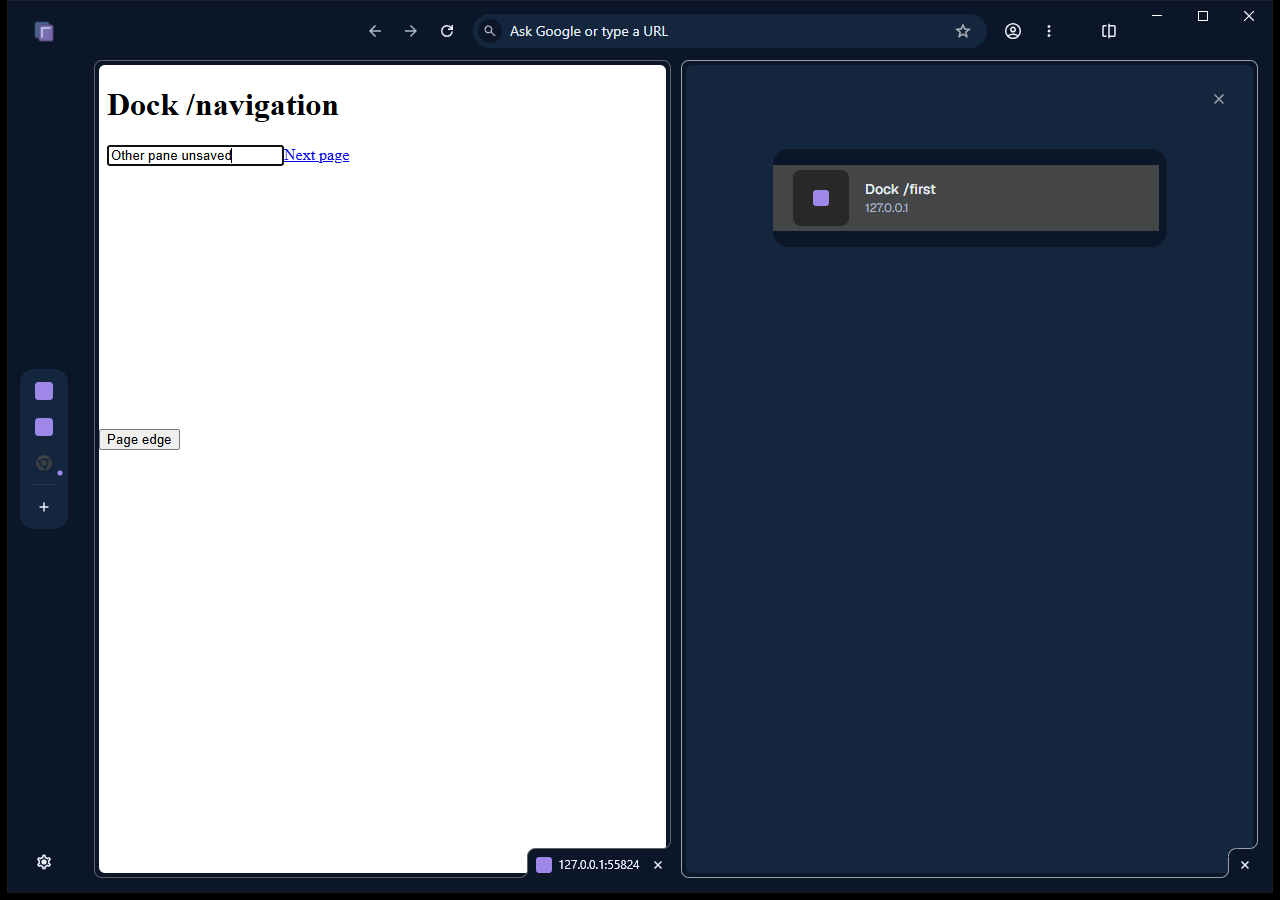 Ask Google or type a URL
Dock /navigation
Other pane unsaved Next page
Page edge
127.0.0.1:55824
Dock /first
127.0.0.1